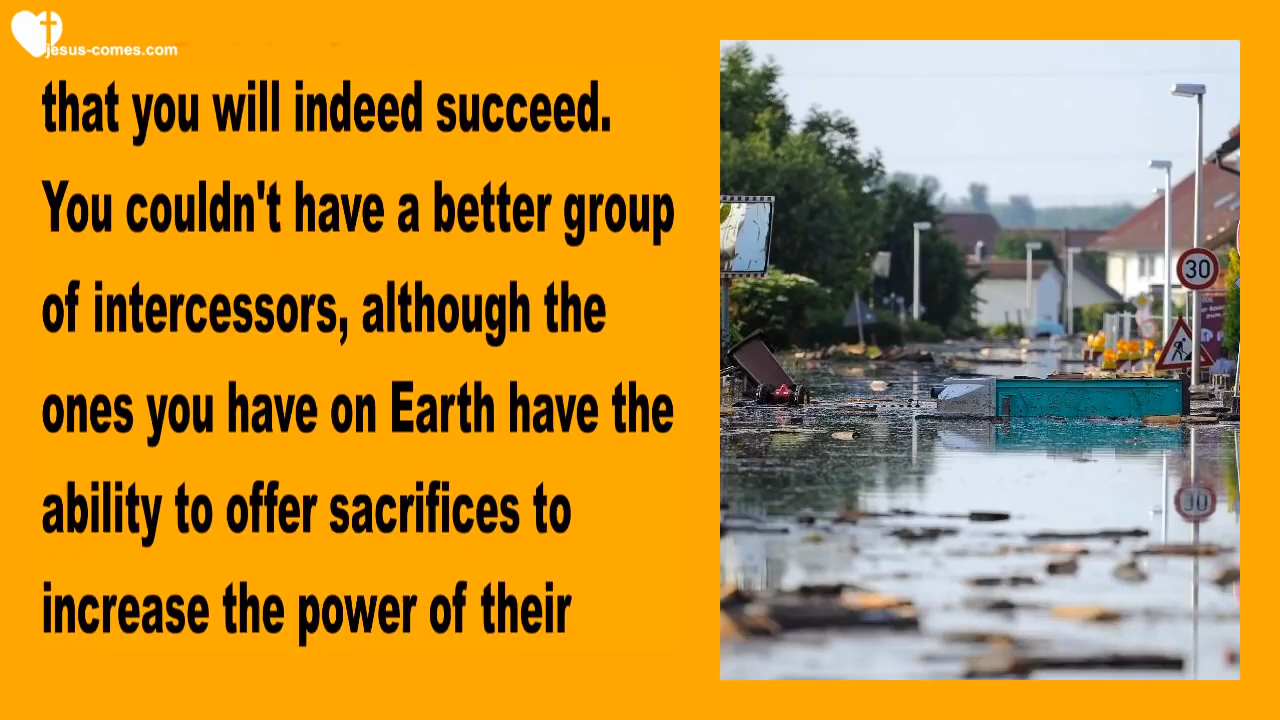 jesus-comes.com
that you will indeed succeed.
You couldn't have a better group
of intercessors, although the
ones you have on Earth have the
ability to offer sacrifices to
increase the power of their
30